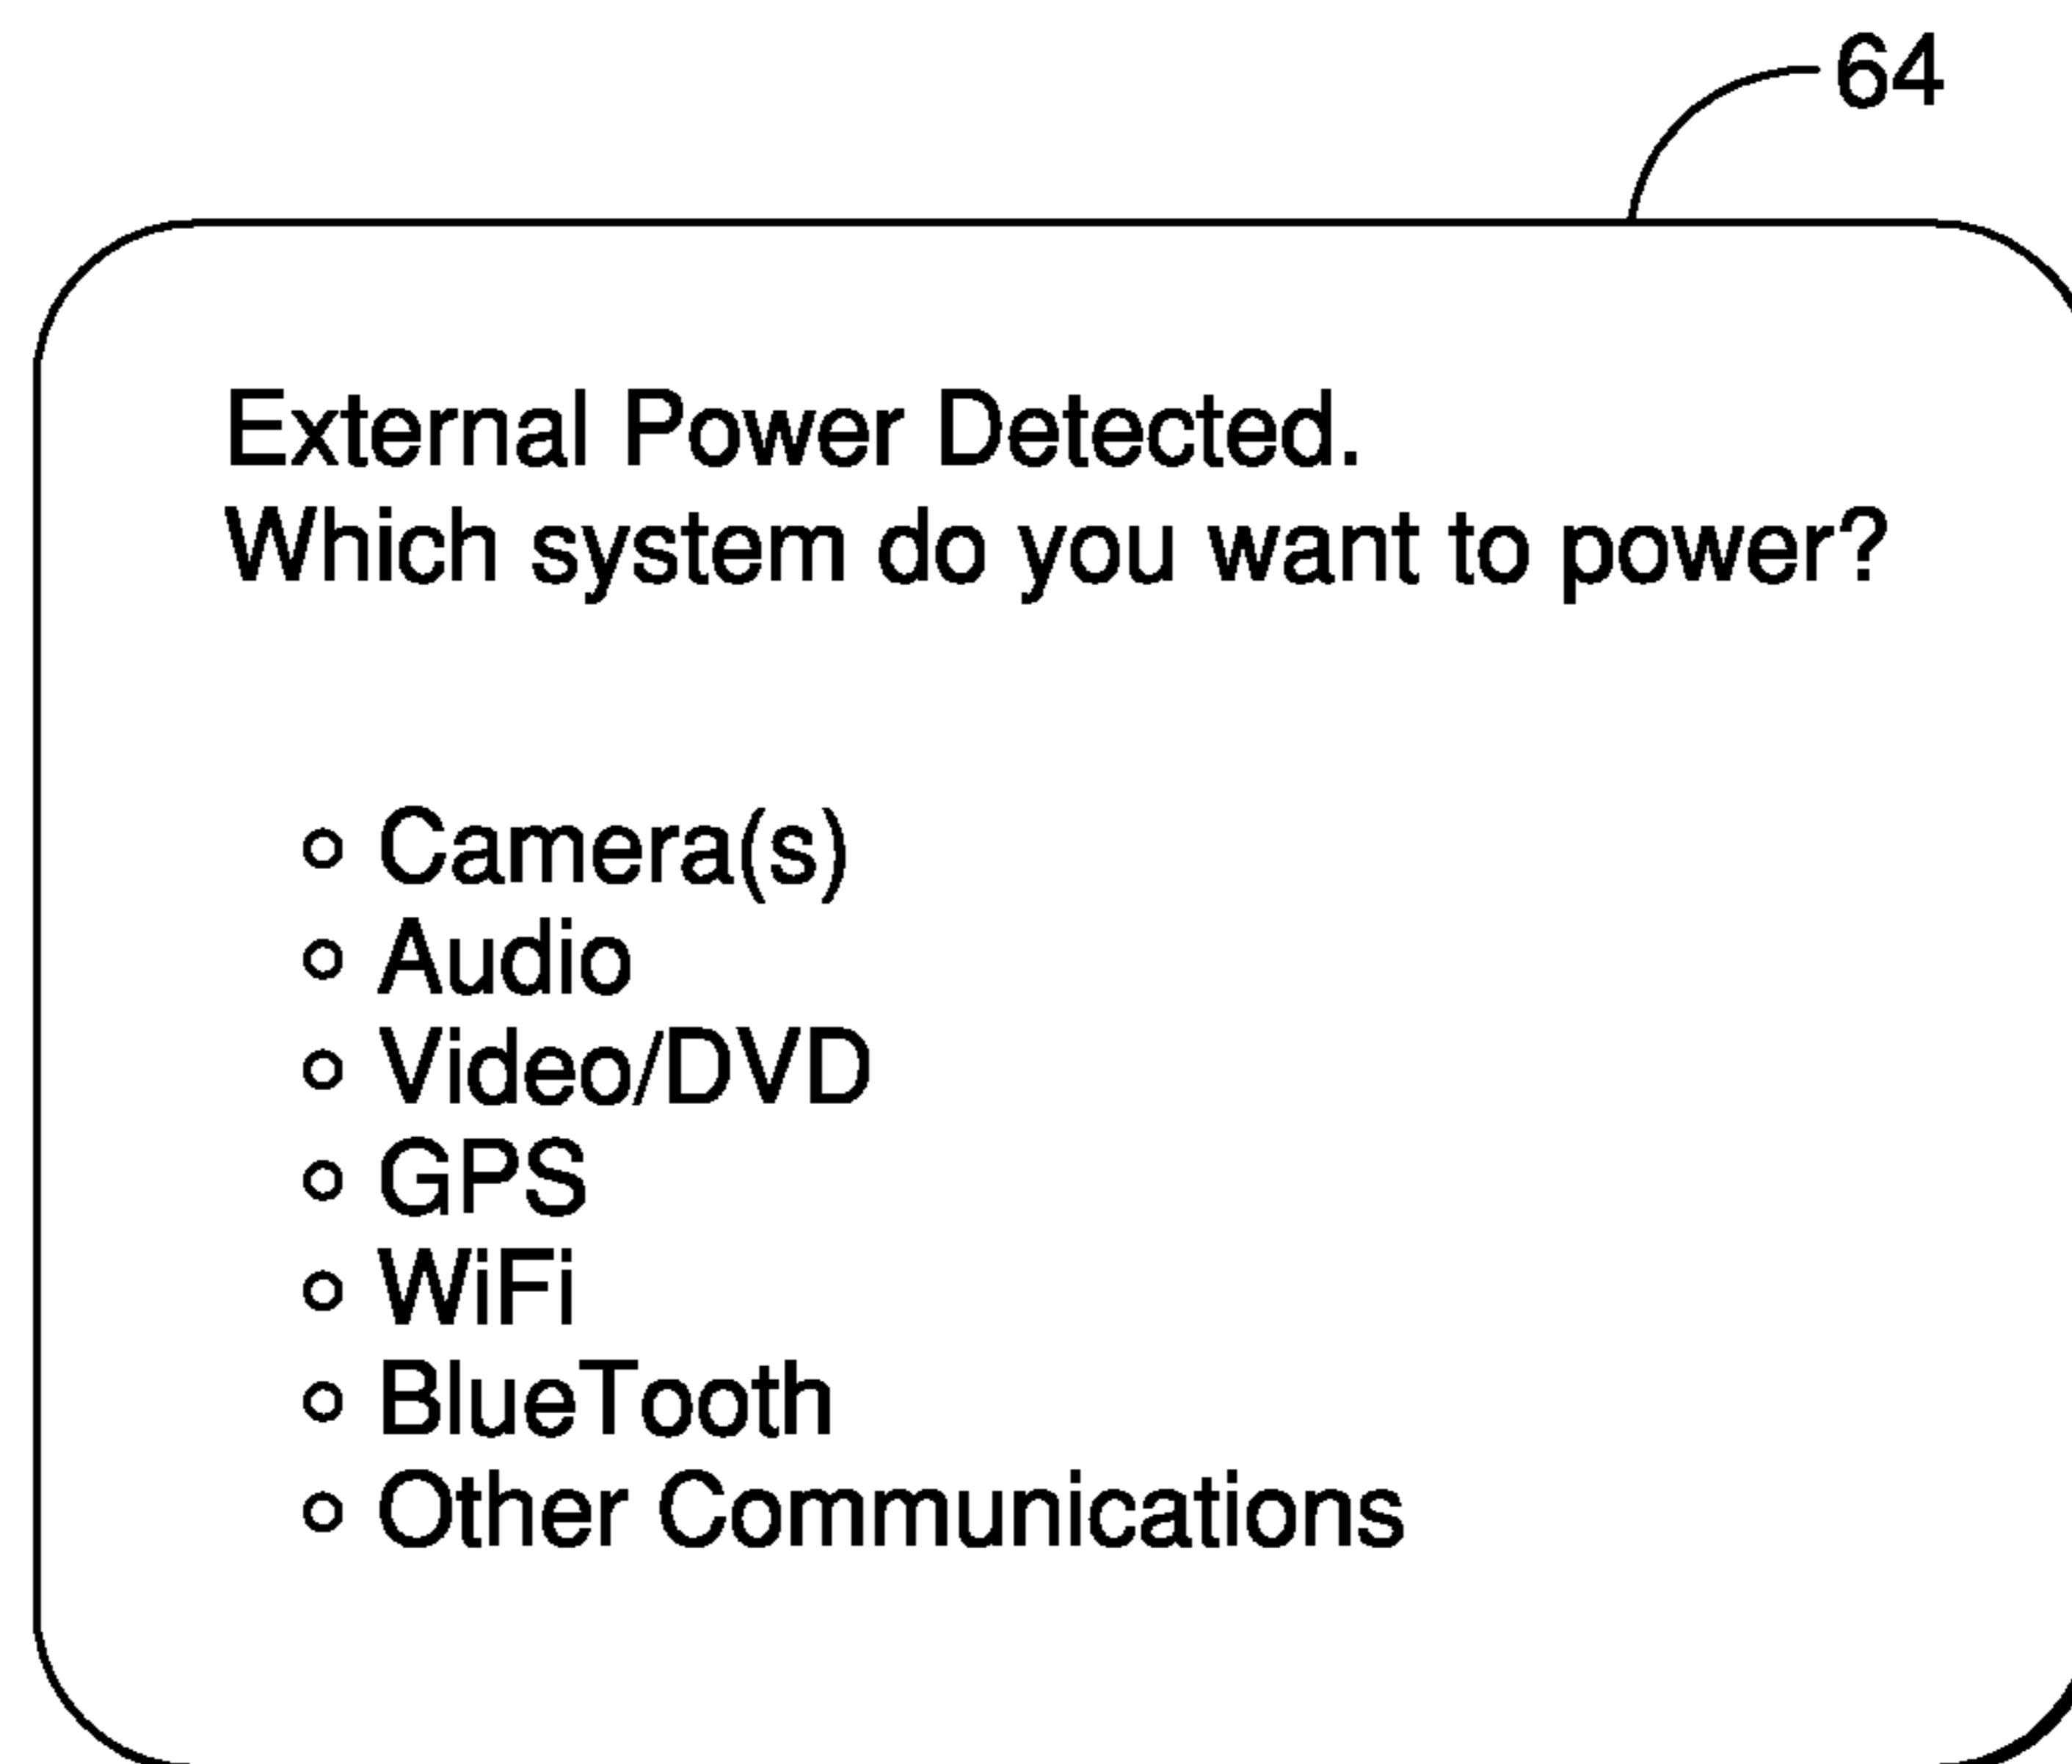 64
External Power Detected.
Which system do you want to power?
Camera(s)
Audio
Video/DVD
GPS
WiFi
BlueTooth
Other Communications